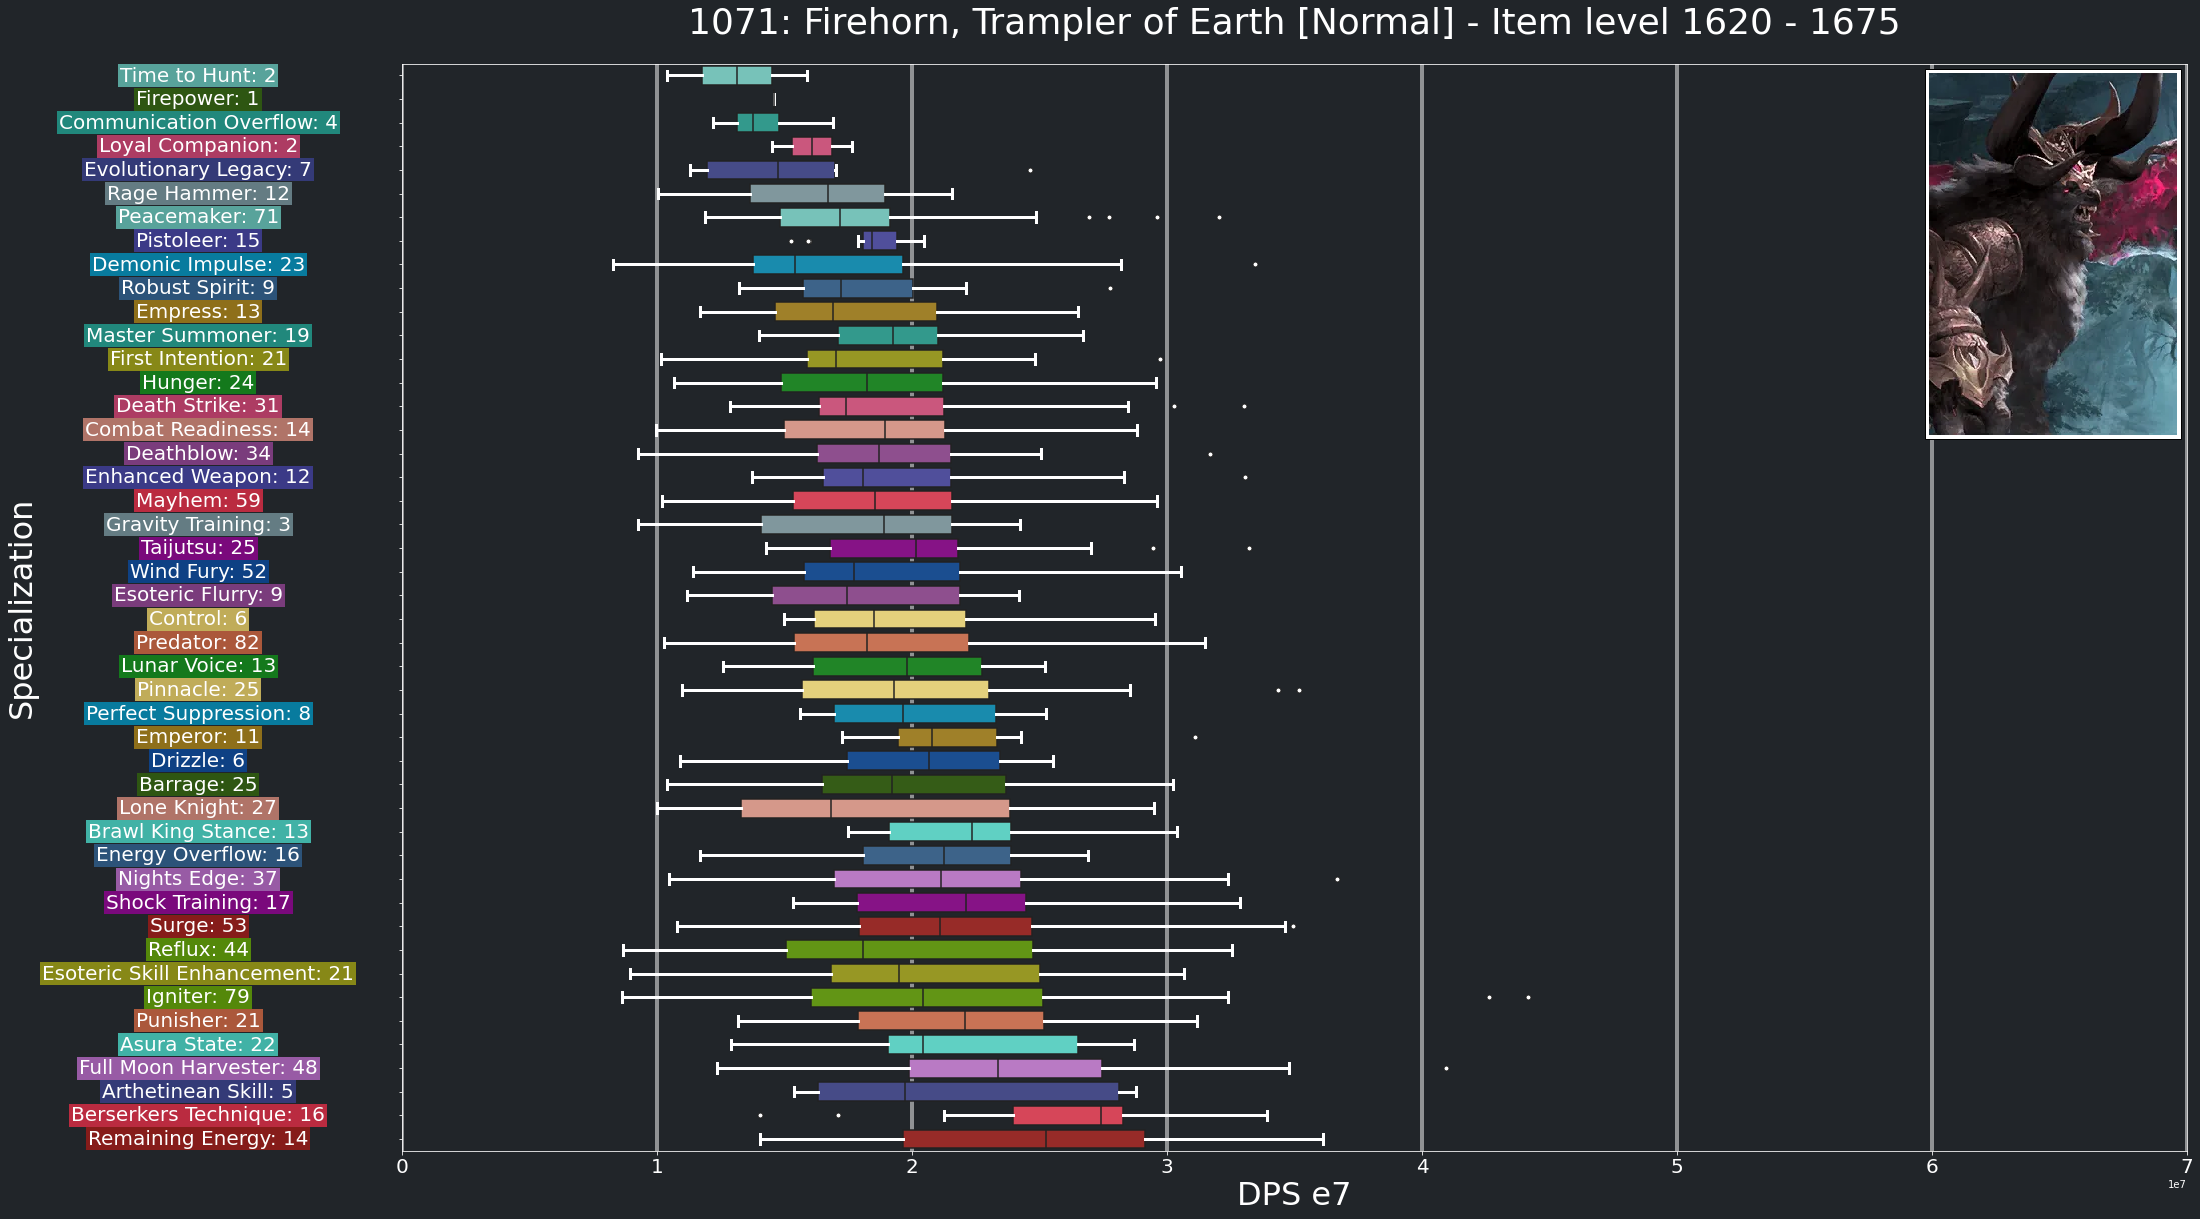 1071: Firehorn, Trampler of Earth [Normal] - Item level 1620 - 1675
Specialization
Time to Hunt: 2
Firepower: 1
Communication Overflow: 4
Loyal Companion: 2
Evolutionary Legacy: 7
Rage Hammer: 12
Peacemaker: 71
Pistoleer: 15
Demonic Impulse: 23
Robust Spirit: 9
Empress: 13
Master Summoner: 19
First Intention: 21
Hunger: 24
Death Strike: 31
Combat Readiness: 14
Deathblow: 34
Enhanced Weapon: 12
Mayhem: 59
Gravity Training: 3
Taijutsu: 25
Wind Fury: 52
Esoteric Flurry: 9
Control: 6
Predator: 82
Lunar Voice: 13
Pinnacle: 25
Perfect Suppression: 8
Emperor: 11
Drizzle: 6
Barrage: 25
Lone Knight: 27
Brawl King Stance: 13
Energy Overflow: 16
Nights Edge: 37
Shock Training: 17
Surge: 53
Reflux: 44
Esoteric Skill Enhancement: 21
Igniter: 79
Punisher: 21
Asura State: 22
Full Moon Harvester: 48
Arthetinean Skill: 5
Berserkers Technique: 16
Remaining Energy: 14
0 1 2 3 4 5 6 7
1e7
DPS e7